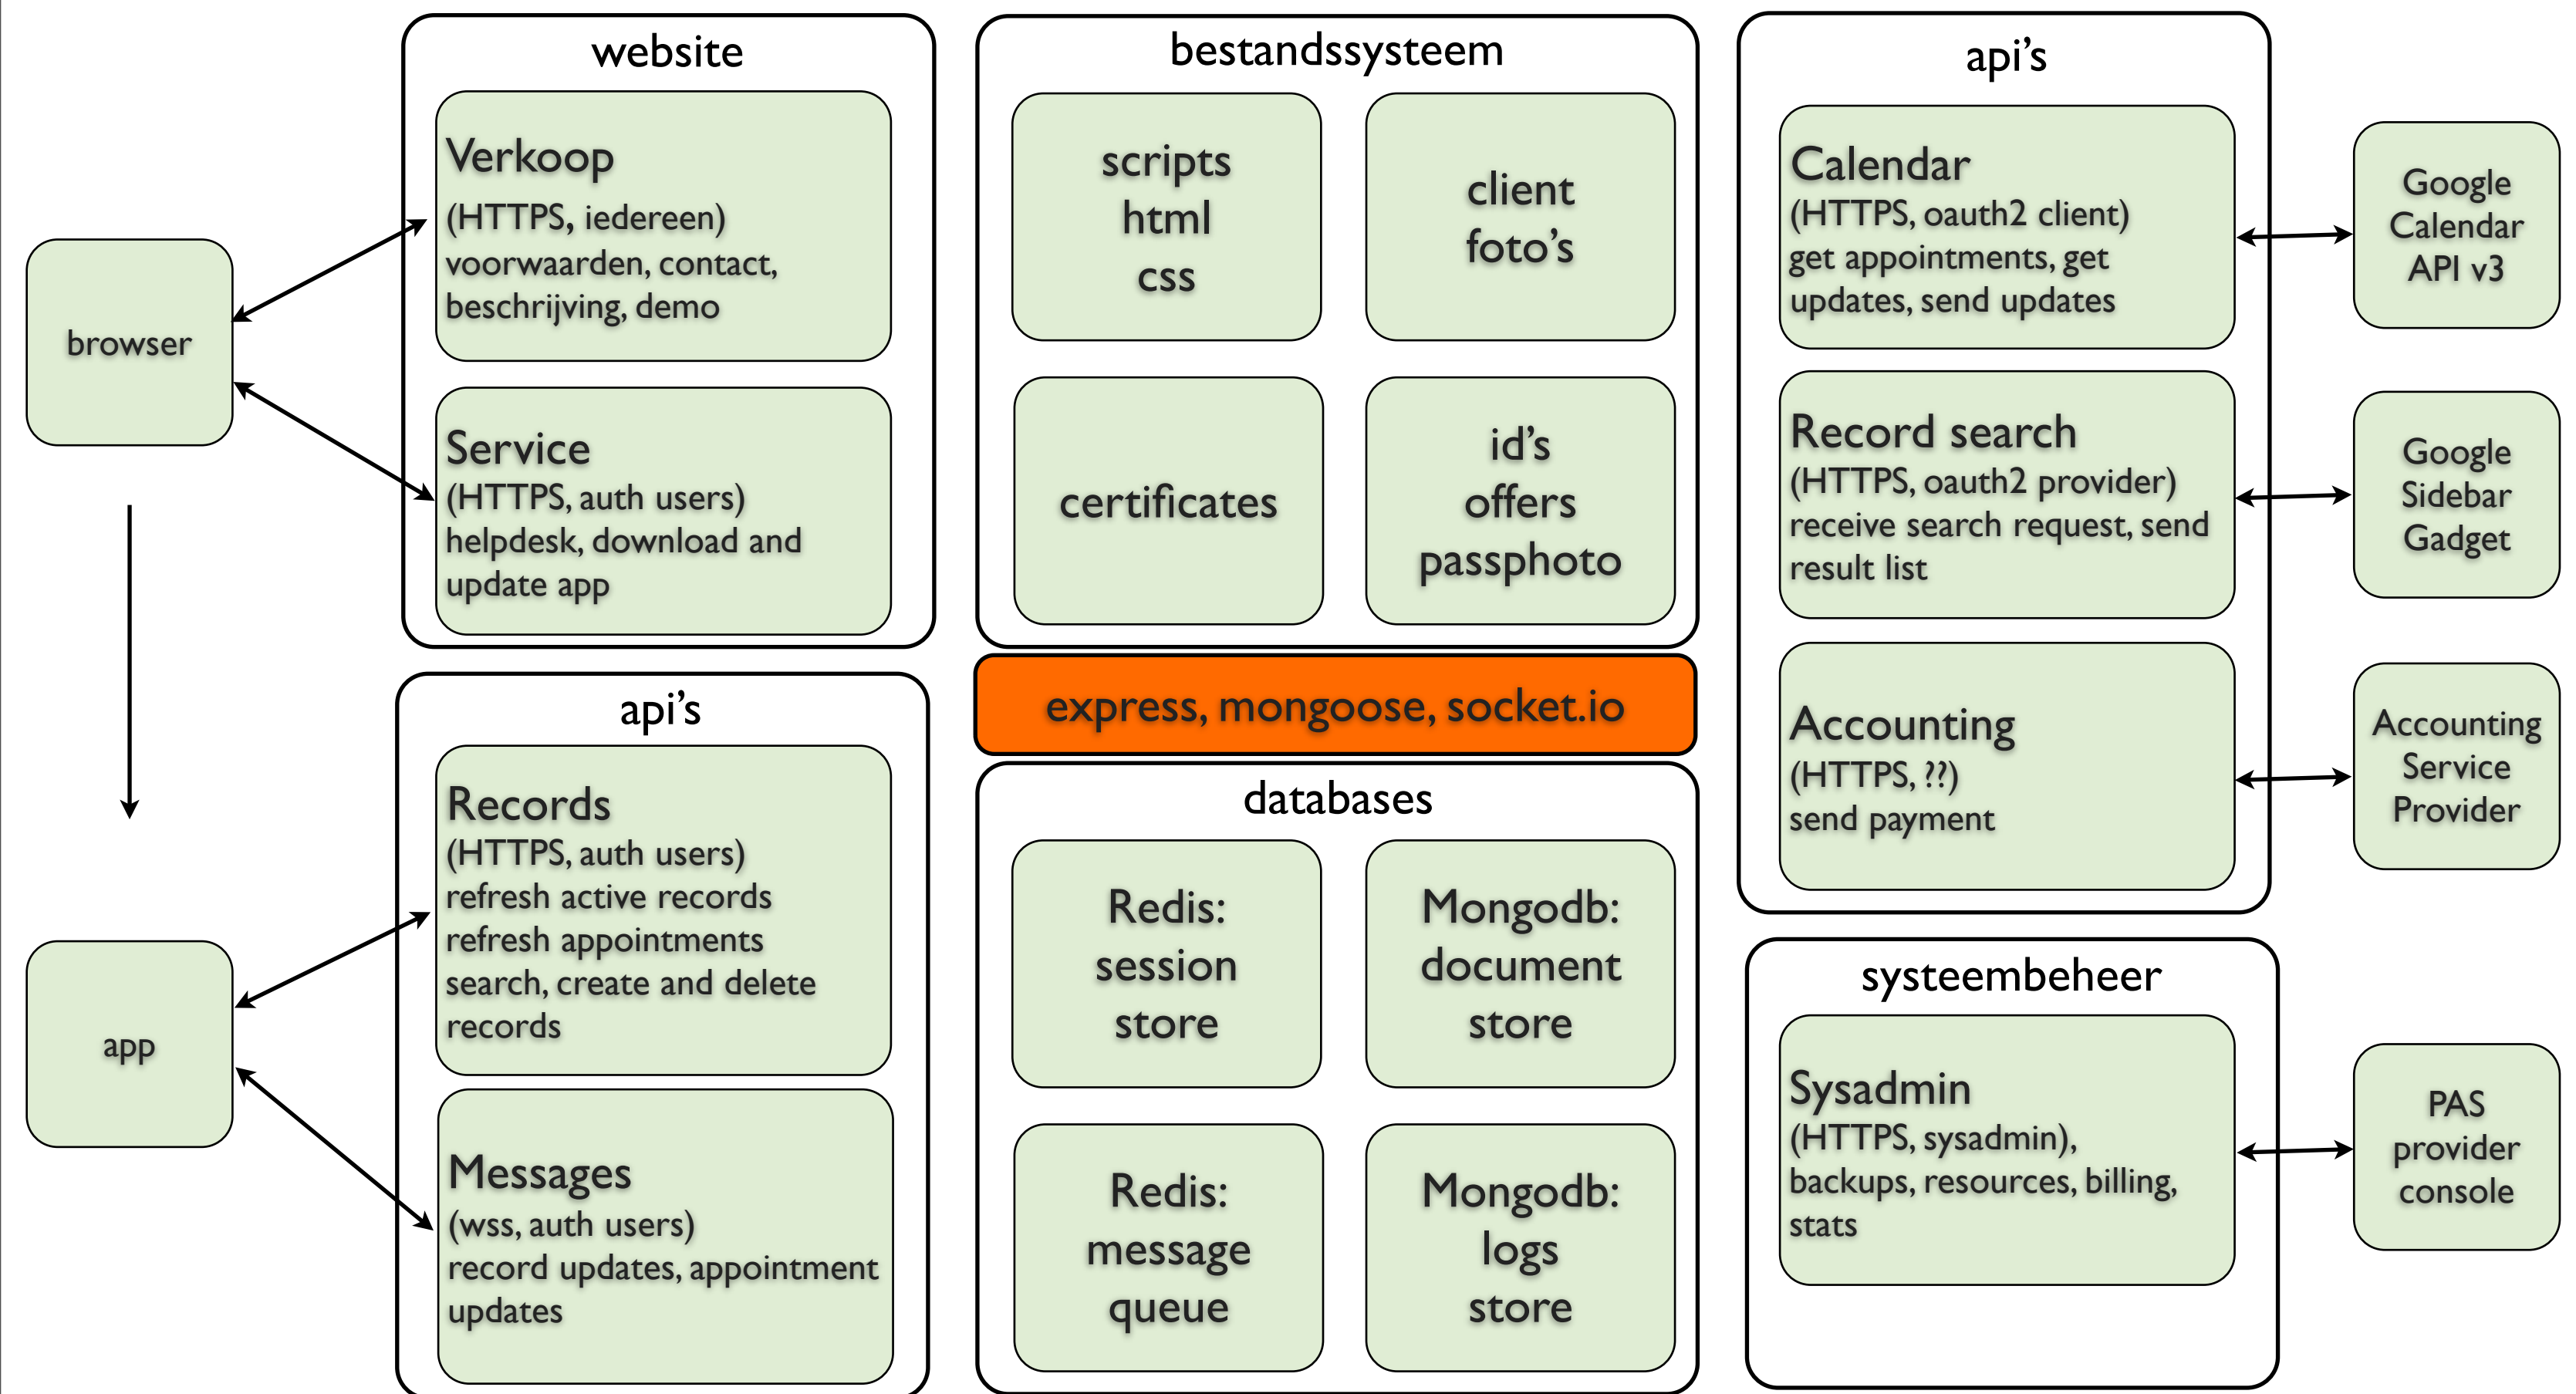 browser
app
website
Verkoop
(HTTPS, iedereen)
voorwaarden, contact,
beschrijving, demo
Service
(HTTPS, auth users)
helpdesk, download and
update app
api’s
Records
(HTTPS, auth users)
refresh active records
refresh appointments
search, create and delete
records
Messages
(wss, auth users)
record updates, appointment
updates
bestandssysteem
scripts
html
css
client
foto’s
certificates
id’s
offers
passphoto
express, mongoose, socket.io
databases
Redis:
session
store
Mongodb:
document
store
Redis:
message
queue
Mongodb:
logs
store
api’s
Calendar
(HTTPS, oauth2 client)
get appointments, get
updates, send updates
Record search
(HTTPS, oauth2 provider)
receive search request, send
result list
Accounting
(HTTPS, ??)
send payment
systeembeheer
Sysadmin
(HTTPS, sysadmin),
backups, resources, billing,
stats
Google
Calendar
API v3
Google
Sidebar
Gadget
Accounting
Service
Provider
PAS
provider
console